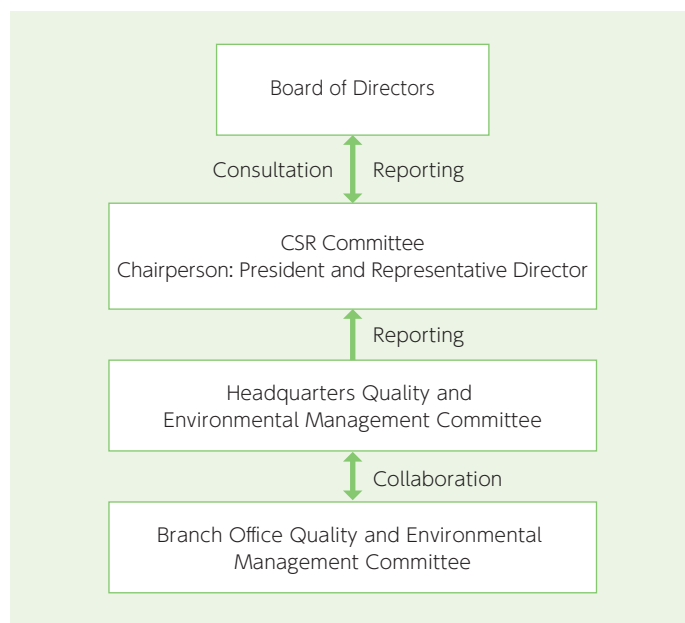 Board of Directors
Consultation Reporting
CSR Committee
Chairperson: President and Representative Director
Reporting
Headquarters Quality and
Environmental Management Committee
Collaboration
Branch Office Quality and Environmental
Management Committee